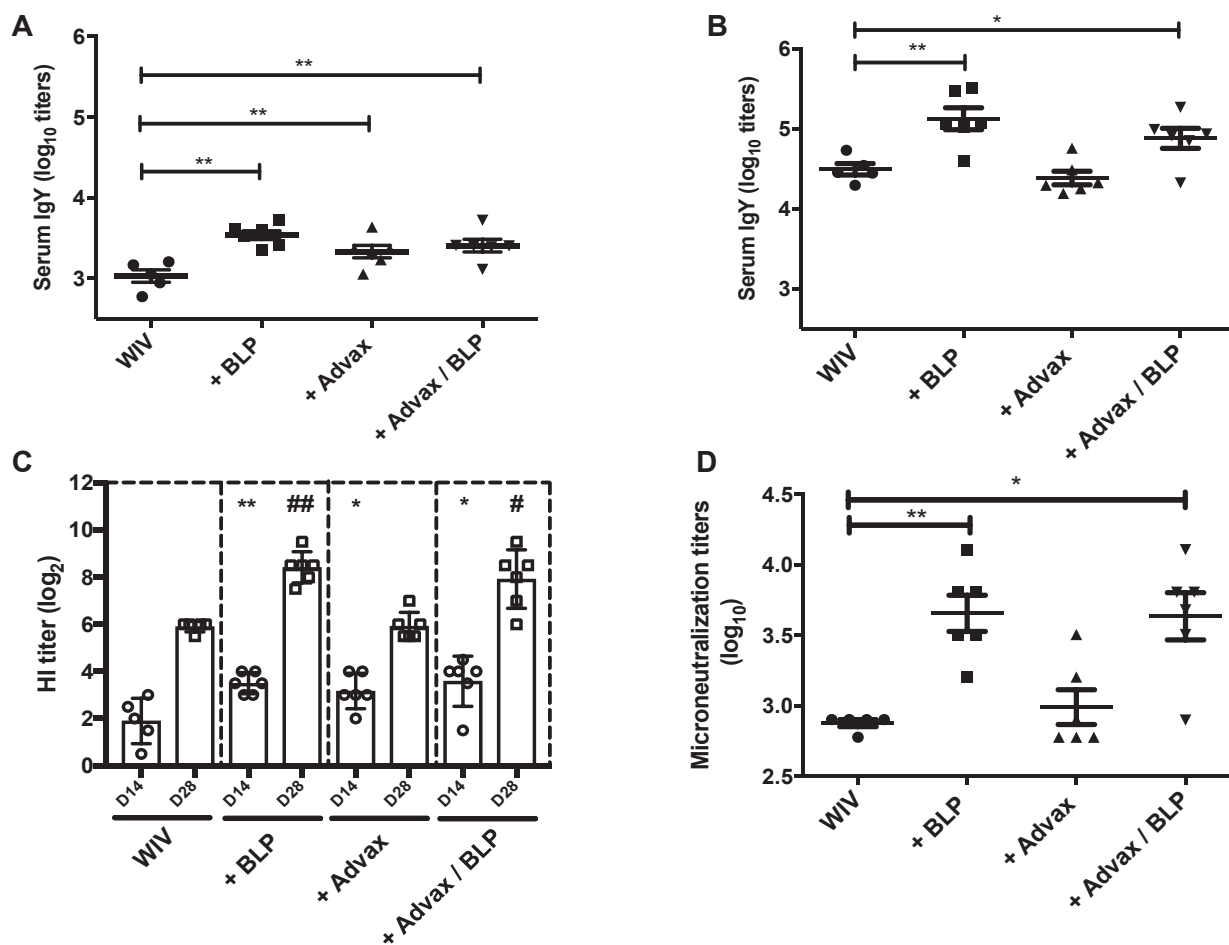 A
Serum IgY (log10 titers)
6
5
4
3
**
**
**
WIV
+ BLP
+ Advax
+ Advax / BLP
B
Serum IgY (log10 titers)
6
5
4
3
*
**
WIV
+ BLP
+ Advax
+ Advax / BLP
C
HI titer (log2)
12
10
8
6
4
2
0
** ## * * #
D14 D28 D14 D28 D14 D28 D14 D28
WIV
+ BLP
+ Advax
+ Advax / BLP
D
Microneutralization titers
(log10)
4.5
4.0
3.5
3.0
2.5
*
**
WIV
+ BLP
+ Advax
+ Advax / BLP